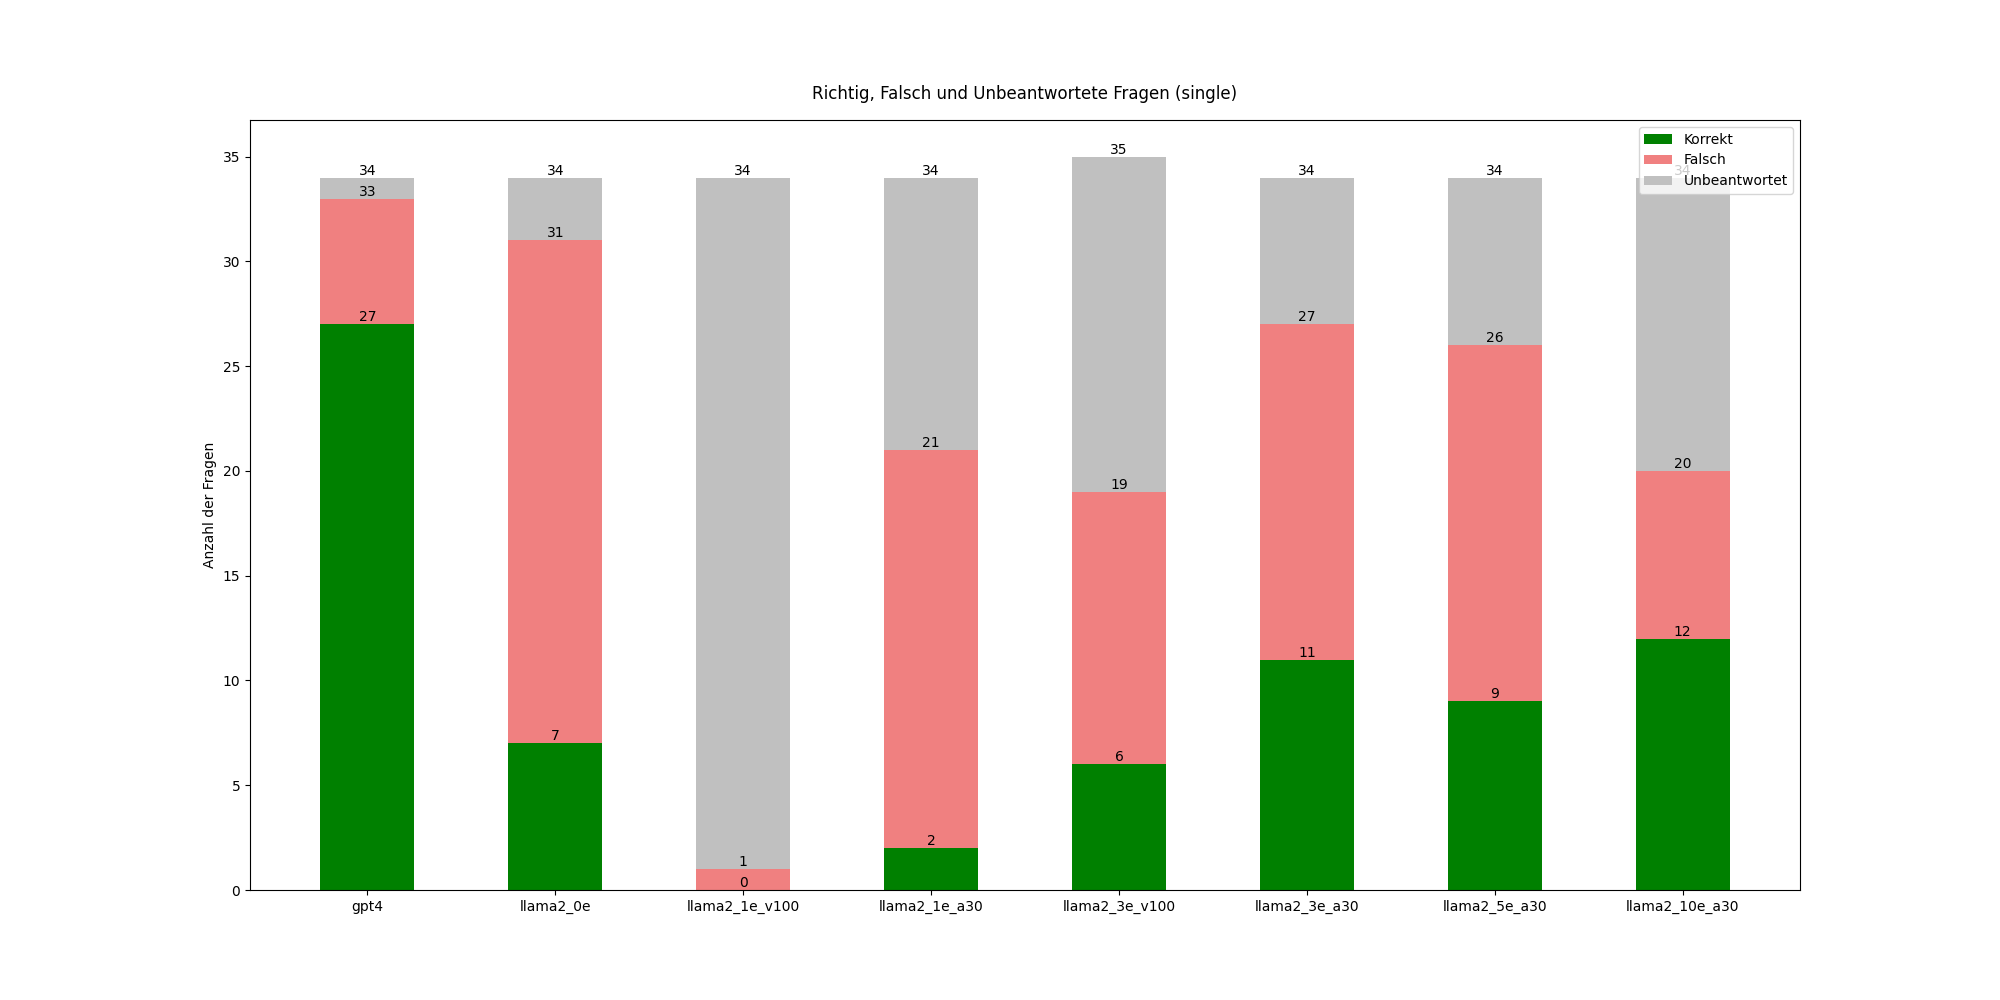 Richtig, Falsch und Unbeantwortete Fragen (single)
Korrekt
Falsch
Unbeantwortet
Anzahl der Fragen
35
30
25
20
15
10
5
0
34
33
27
34
31
7
34
1
0
34
21
2
35
19
6
34
27
11
34
26
9
34
20
12
gpt4
llama2_0e
llama2_1e_v100
llama2_1e_a30
llama2_3e_v100
llama2_3e_a30
llama2_5e_a30
llama2_10e_a30